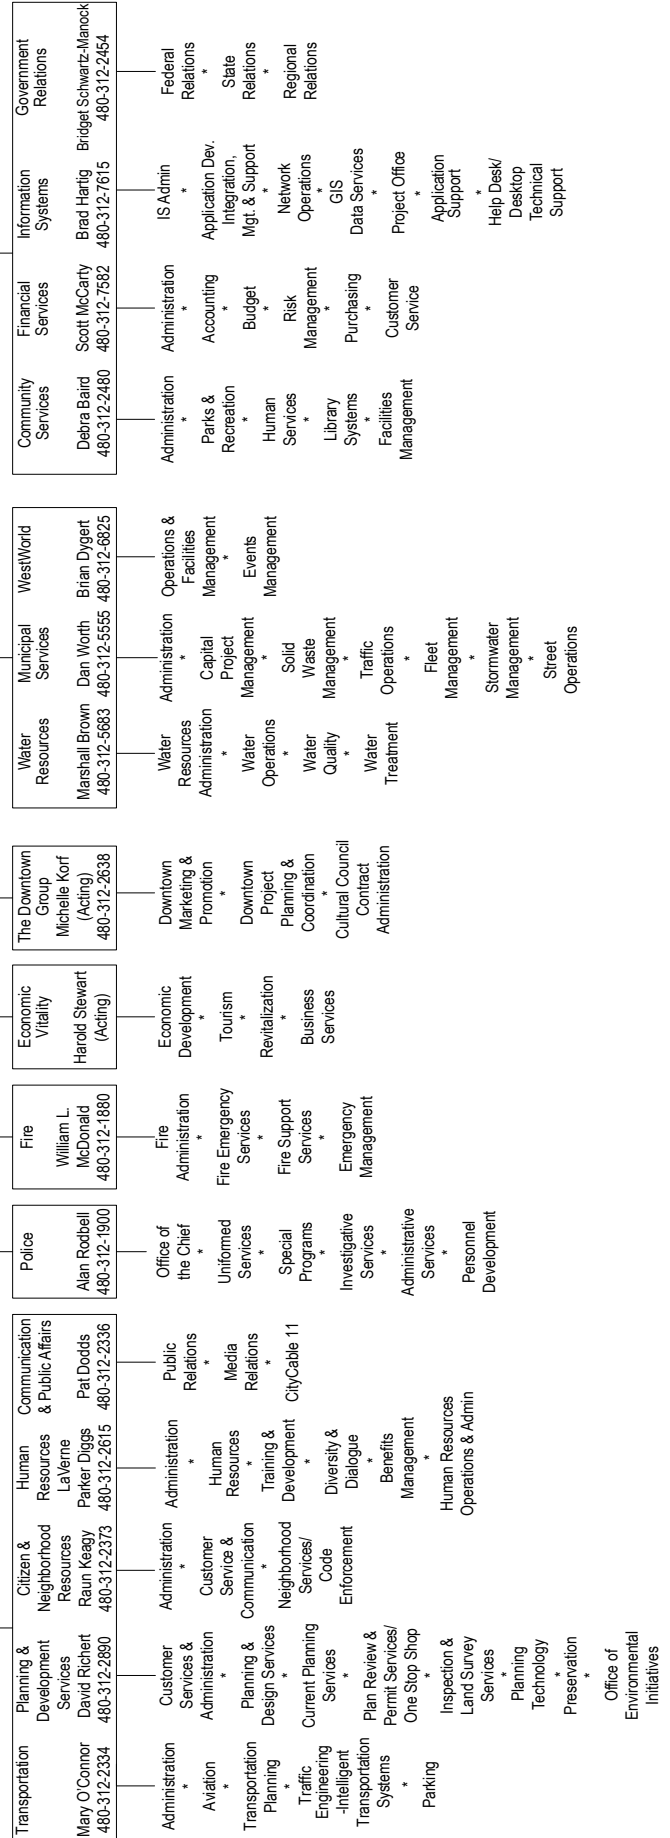 Transportation
Mary O'Connor
480-312-2334
Administration
*
Aviation
*
Transportation
Planning
*
Traffic
Engineering
-Intelligent
Transportation
Systems
*
Parking
Planning &
Development
Services
David Richert
480-312-2890
Customer
Services &
Administration
*
Planning &
Design Services
*
Current Planning
Services
*
Plan Review &
Permit Services/
One Stop Shop
*
Inspection &
Land Survey
Services
*
Planning
Technology
*
Preservation
*
Office of
Environmental
Initiatives
Citizen &
Neighborhood
Resources
Raun Keagy
480-312-2373
Administration
*
Customer
Service &
Communication
*
Neighborhood
Services/
Code
Enforcement
Human
Resources
LaVerne
Parker Diggs
480-312-2615
Administration
*
Human
Resources
*
Training &
Development
*
Diversity &
Dialogue
*
Benefits
Management
*
Human Resources
Operations & Admin
Communication
& Public Affairs
Pat Dodds
480-312-2336
Public
Relations
*
Media
Relations
*
CityCable 11
Police
Alan Rodbell
480-312-1900
Office of
the Chief
*
Uniformed
Services
*
Special
Programs
*
Investigative
Services
*
Administrative
Services
*
Personnel
Development
Fire
William L.
McDonald
480-312-1880
Fire
Administration
*
Fire Emergency
Services
*
Fire Support
Services
*
Emergency
Management
Economic
Vitality
Harold Stewart
(Acting)
Economic
Development
*
Tourism
*
Revitalization
*
Business
Services
The Downtown
Group
Michelle Korf
(Acting)
480-312-2638
Downtown
Marketing &
Promotion
*
Downtown
Project
Planning &
Coordination
*
Cultural Council
Contract
Administration
Water
Resources
Marshall Brown
480-312-5683
Water
Resources
Administration
*
Water
Operations
*
Water
Quality
*
Water
Treatment
Municipal
Services
Dan Worth
480-312-5555
Administration
*
Capital
Project
Management
*
Solid
Waste
Management
*
Traffic
Operations
*
Fleet
Management
*
Stormwater
Management
*
Street
Operations
WestWorld
Brian Dygert
480-312-6825
Operations &
Facilities
Management
*
Events
Management
Community
Services
Debra Baird
480-312-2480
Administration
*
Parks &
Recreation
*
Human
Services
*
Library
Systems
*
Facilities
Management
Financial
Services
Scott McCarty
480-312-7582
Administration
*
Accounting
*
Budget
*
Risk
Management
*
Purchasing
*
Customer
Service
Information
Systems
Brad Hartig
480-312-7615
IS Admin
*
Application Dev.
Integration,
Mgt. & Support
*
Network
Operations
*
GIS
Data Services
*
Project Office
*
Application
Support
*
Help Desk/
Desktop
Technical
Support
Government
Relations
Bridget Schwartz-Manock
480-312-2454
Federal
Relations
*
State
Relations
*
Regional
Relations